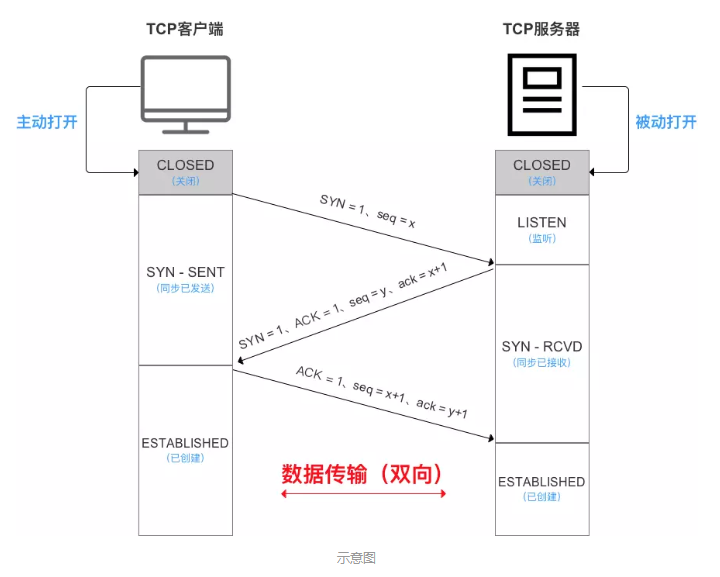 TCP客户端
TCP服务器
主动打开
被动打开
CLOSED
(关闭)
CLOSED
(关闭)
SYN = 1、seq = x
LISTEN
(监听)
SYN - SENT
(同步已发送)
SYN = 1、ACK = 1、seq = y、ack = x+1
SYN - RCVD
(同步已接收)
ACK = 1、seq = x+1、ack = y+1
ESTABLISHED
(已创建)
数据传输（双向）
ESTABLISHED
(已创建)
示意图